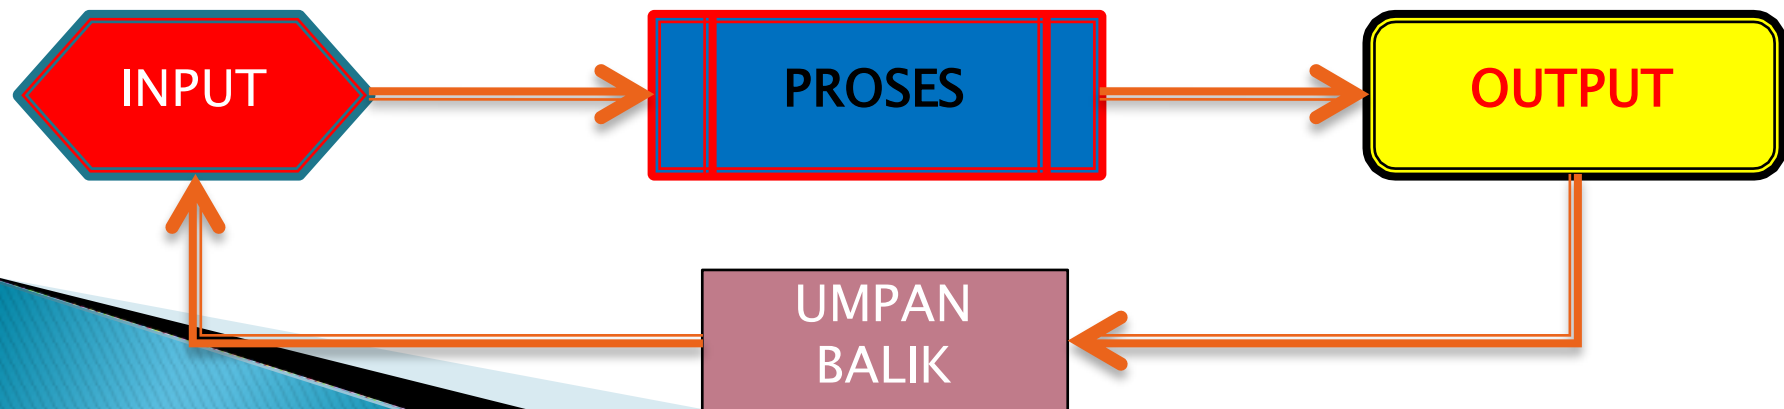 INPUT
PROSES
OUTPUT
UMPAN
BALIK